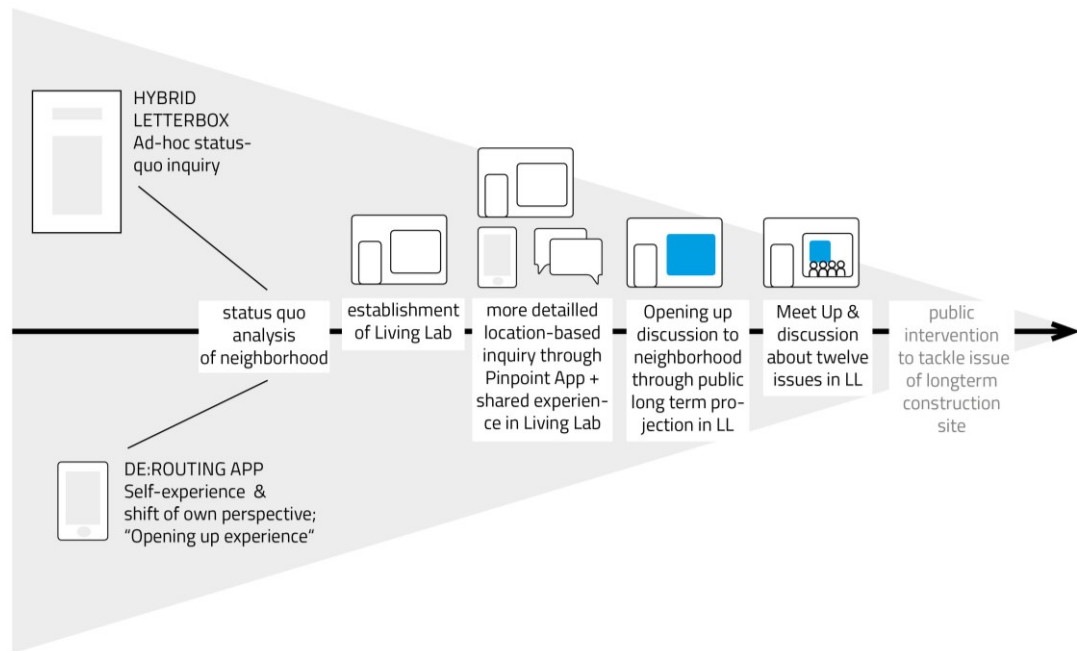 HYBRID
LETTERBOX
Ad-hoc status-
quo inquiry
status quo
analysis
of neighborhood
DE:ROUTING APP
Self-experience &
shift of own perspective;
“Opening up experience“
establishment
of Living Lab
more detailled
location-based
inquiry through
Pinpoint App +
shared experien-
ce in Living Lab
Opening up
discussion to
neighborhood
through public
long term pro-
jection in LL
Meet Up &
discussion
about twelve
issues in LL
public
intervention
to tackle issue
of longterm
construction
site